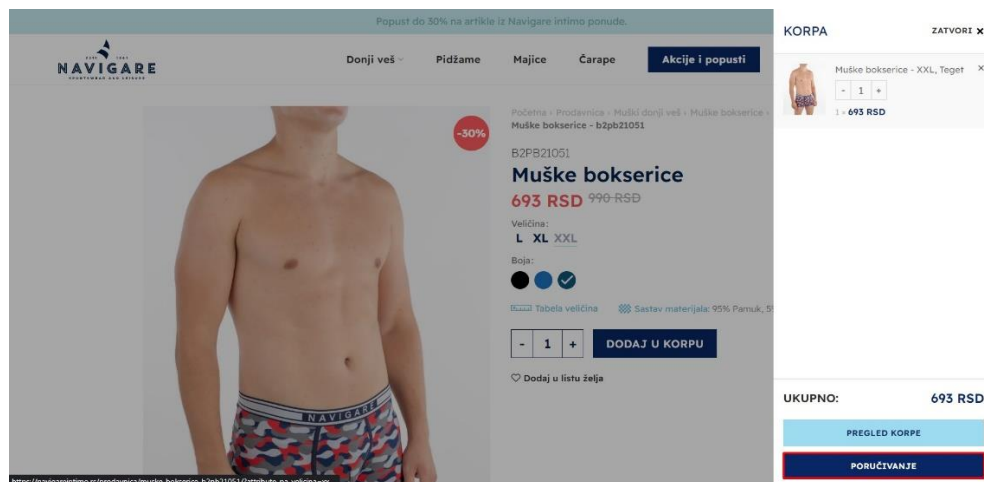 Popust do 30% na artikle iz Navigare intimo ponude.
NAVIGARE
Donji veš
Pidžame
Majice
Čarape
Akcije i popusti
-30%
Početna › Prodavnica › Muški donji veš › Muške bokserice ›
Muške bokserice - b2pb21051
B2PB21051
Muške bokserice
693 RSD 990 RSD
Veličina:
L XL XXL
Boja:
Tabela veličina
Sastav materijala: 95% Pamuk, 5
- 1 +
DODAJ U KORPU
Dodaj u listu želja
NAVIGARE
KORPA
ZATVORI ×
Muške bokserice - XXL, Teget ×
- 1 +
1 × 693 RSD
UKUPNO: 693 RSD
PREGLED KORPE
PORUČIVANJE